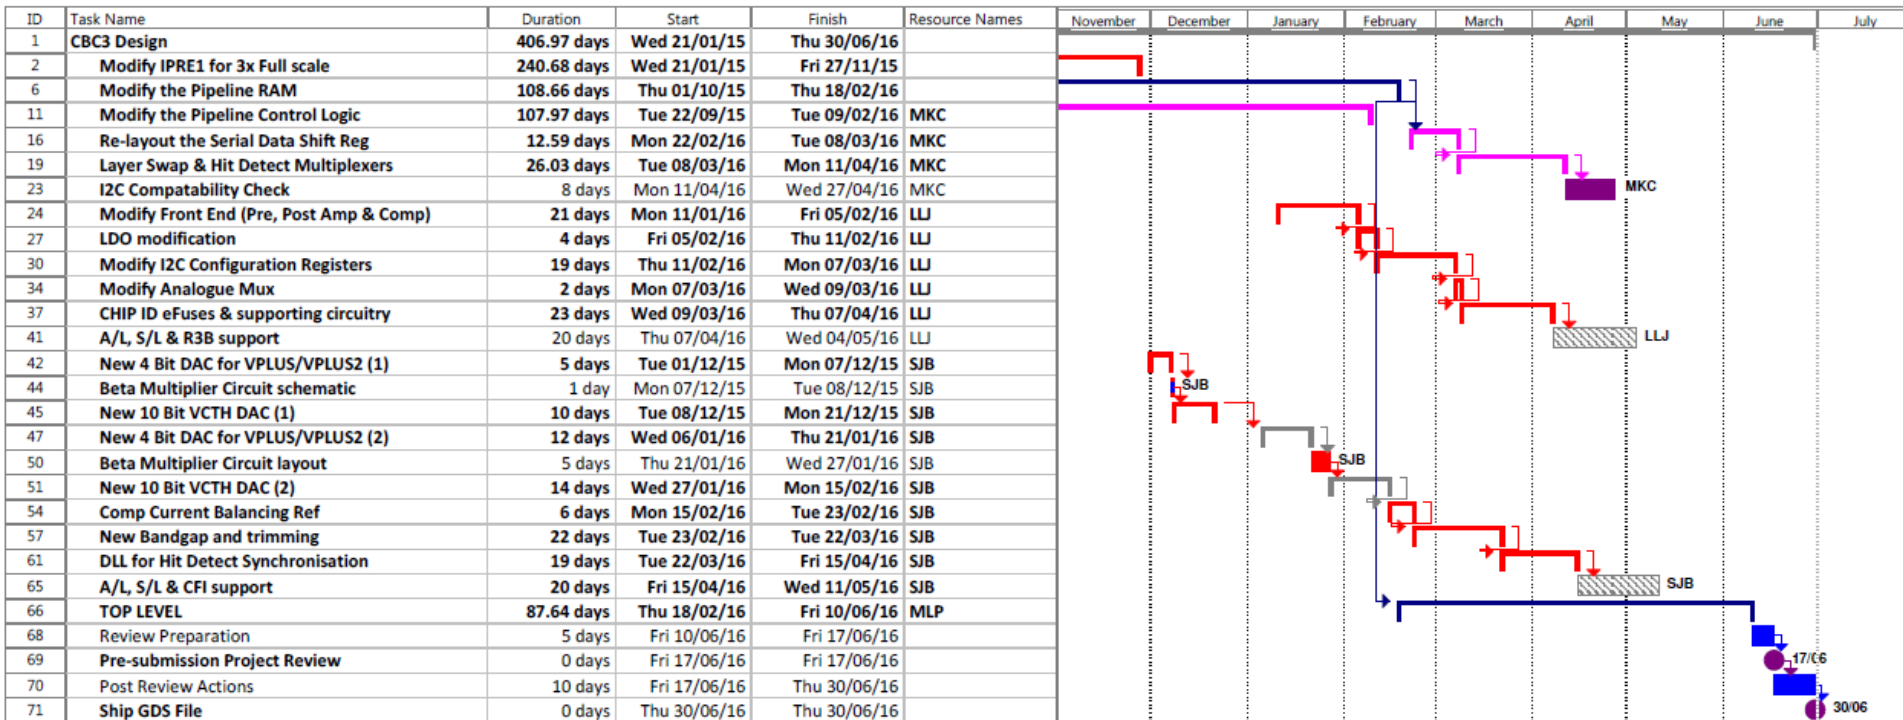 ID Task Name Duration Start Finish Resource Names November December January February March April May June July
1 CBC3 Design 406.97 days Wed 21/01/15 Thu 30/06/16
2 Modify IPRE1 for 3x Full scale 240.68 days Wed 21/01/15 Fri 27/11/15
6 Modify the Pipeline RAM 108.66 days Thu 01/10/15 Thu 18/02/16
11 Modify the Pipeline Control Logic 107.97 days Tue 22/09/15 Tue 09/02/16 MKC
16 Re-layout the Serial Data Shift Reg 12.59 days Mon 22/02/16 Tue 08/03/16 MKC
19 Layer Swap & Hit Detect Multiplexers 26.03 days Tue 08/03/16 Mon 11/04/16 MKC
23 I2C Compatability Check 8 days Mon 11/04/16 Wed 27/04/16 MKC MKC
24 Modify Front End (Pre, Post Amp & Comp) 21 days Mon 11/01/16 Fri 05/02/16 LLJ
27 LDO modification 4 days Fri 05/02/16 Thu 11/02/16 LLJ
30 Modify I2C Configuration Registers 19 days Thu 11/02/16 Mon 07/03/16 LLJ
34 Modify Analogue Mux 2 days Mon 07/03/16 Wed 09/03/16 LLJ
37 CHIP ID eFuses & supporting circuitry 23 days Wed 09/03/16 Thu 07/04/16 LLJ
41 A/L, S/L & R3B support 20 days Thu 07/04/16 Wed 04/05/16 LLJ LLJ
42 New 4 Bit DAC for VPLUS/VPLUS2 (1) 5 days Tue 01/12/15 Mon 07/12/15 SJB
44 Beta Multiplier Circuit schematic 1 day Mon 07/12/15 Tue 08/12/15 SJB SJB
45 New 10 Bit VCTH DAC (1) 10 days Tue 08/12/15 Mon 21/12/15 SJB
47 New 4 Bit DAC for VPLUS/VPLUS2 (2) 12 days Wed 06/01/16 Thu 21/01/16 SJB
50 Beta Multiplier Circuit layout 5 days Thu 21/01/16 Wed 27/01/16 SJB SJB
51 New 10 Bit VCTH DAC (2) 14 days Wed 27/01/16 Mon 15/02/16 SJB
54 Comp Current Balancing Ref 6 days Mon 15/02/16 Tue 23/02/16 SJB
57 New Bandgap and trimming 22 days Tue 23/02/16 Tue 22/03/16 SJB
61 DLL for Hit Detect Synchronisation 19 days Tue 22/03/16 Fri 15/04/16 SJB
65 A/L, S/L & CFI support 20 days Fri 15/04/16 Wed 11/05/16 SJB SJB
66 TOP LEVEL 87.64 days Thu 18/02/16 Fri 10/06/16 MLP
68 Review Preparation 5 days Fri 10/06/16 Fri 17/06/16
69 Pre-submission Project Review 0 days Fri 17/06/16 Fri 17/06/16 17/06
70 Post Review Actions 10 days Fri 17/06/16 Thu 30/06/16
71 Ship GDS File 0 days Thu 30/06/16 Thu 30/06/16 30/06